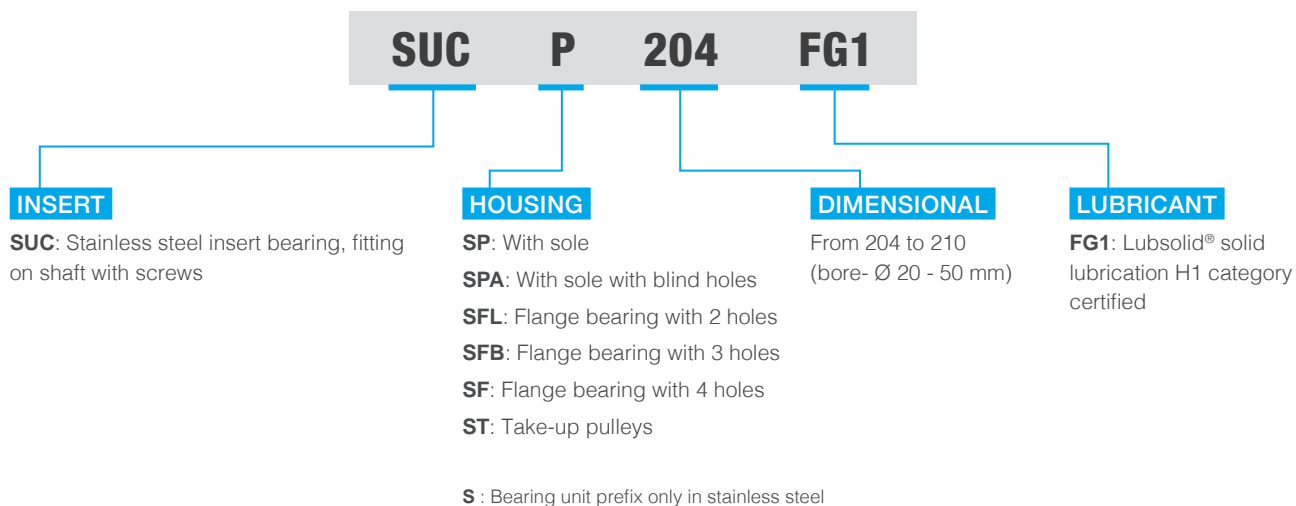 SUC P 204 FG1
INSERT
SUC: Stainless steel insert bearing, fitting
on shaft with screws
HOUSING
SP: With sole
SPA: With sole with blind holes
SFL: Flange bearing with 2 holes
SFB: Flange bearing with 3 holes
SF: Flange bearing with 4 holes
ST: Take-up pulleys
S : Bearing unit prefix only in stainless steel
DIMENSIONAL
From 204 to 210
(bore- Ø 20 - 50 mm)
LUBRICANT
FG1: Lubsolid® solid
lubrication H1 category
certified